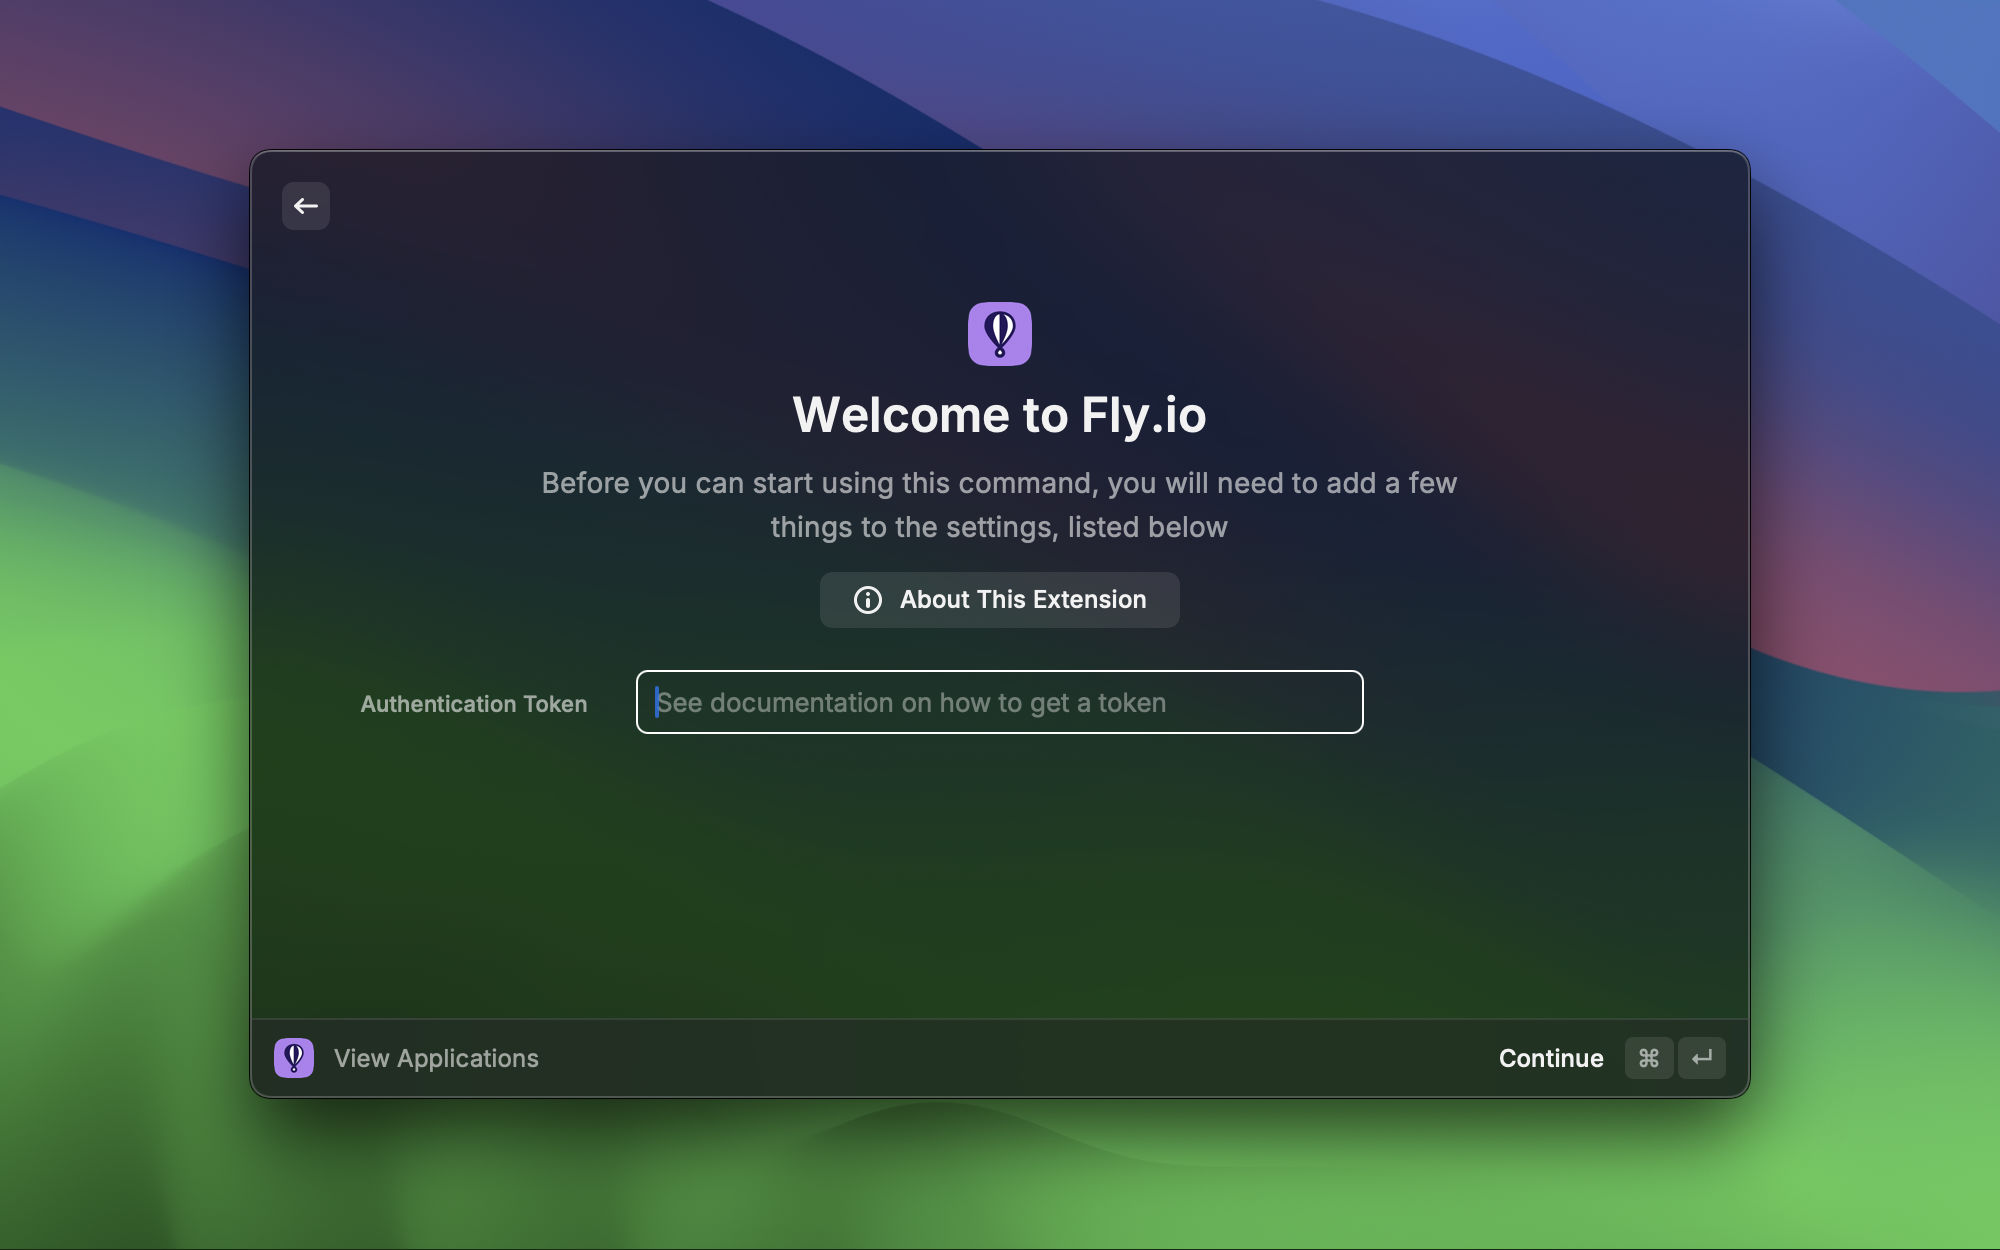 Welcome to Fly.io
Before you can start using this command, you will need to add a few
things to the settings, listed below
About This Extension
Authentication Token
See documentation on how to get a token
View Applications
Continue ⌘ ↵